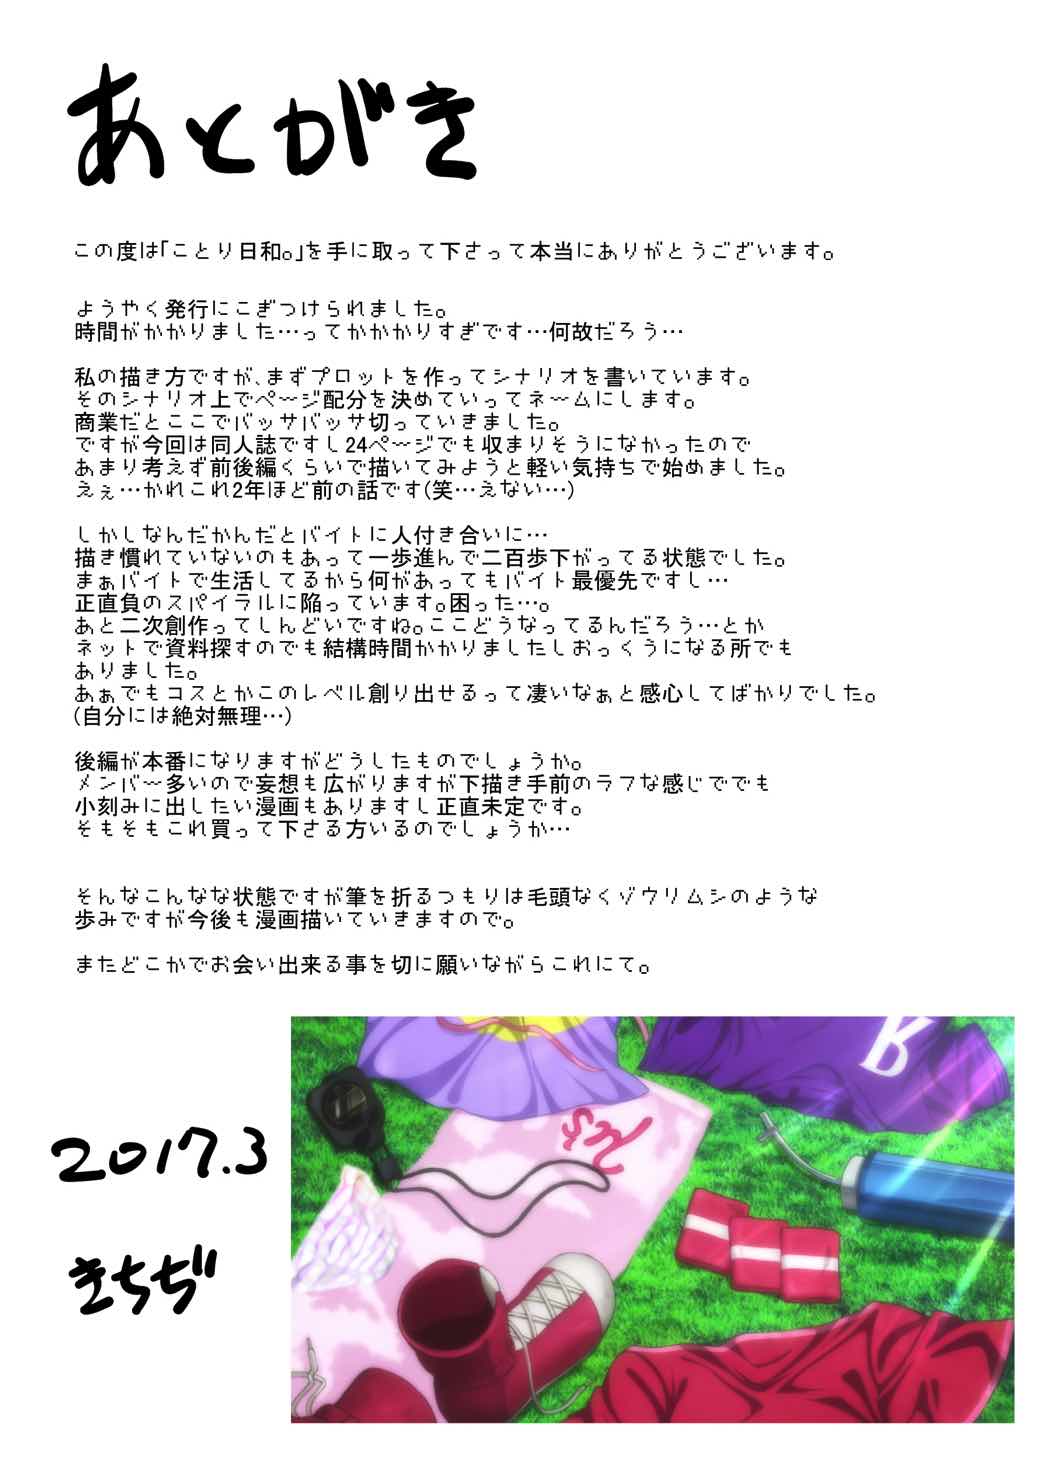 あとがき
この度は｢ことり日和。｣を手に取って下さって本当にありがとうございます。
ようやく発行にこぎつけられました。
時間がかかりました…ってかかかりすぎです…何故だろう…
私の描き方ですが、まずプロットを作ってシナリオを書いています。
そのシナリオ上でページ配分を決めていってネームにします。
商業だとここでバッサバッサ切っていきました。
ですが今回は同人誌ですし24ページでも収まりそうになかったので
あまり考えず前後編くらいで描いてみようと軽い気持ちで始めました。
えぇ…かれこれ2年ほど前の話です(笑…えない…)
しかしなんだかんだとバイトに人付き合いに…
描き慣れていないのもあって一歩進んで二百歩下がってる状態でした。
まぁバイトで生活してるから何があってもバイト最優先ですし…
正直負のスパイラルに陥っています。困った…。
あと二次創作ってしんどいですね。ここどうなってるんだろう…とか
ネットで資料探すのでも結構時間かかりましたしおっくうになる所でも
ありました。
あぁでもコスとかこのレベル創り出せるって凄いなぁと感心してばかりでした。
(自分には絶対無理…)
後編が本番になりますがどうしたものでしょうか。
メンバー多いので妄想も広がりますが下描き手前のラフな感じででも
小刻みに出したい漫画もありますし正直未定です。
そもそもこれ買って下さる方いるのでしょうか…
そんなこんなな状態ですが筆を折るつもりは毛頭なくゾウリムシのような
歩みですが今後も漫画描いていきますので。
またどこかでお会い出来る事を切に願いながらこれにて。
2017.3
きちぢ
R